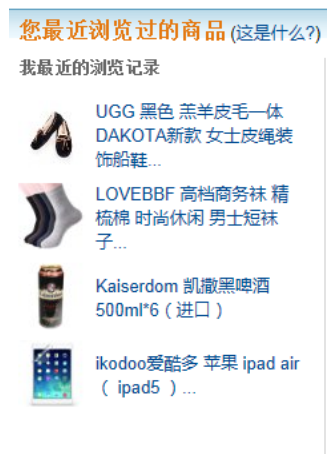 您最近浏览过的商品 (这是什么?)
我最近的浏览记录
UGG 黑色 羔羊皮毛一体
DAKOTA新款 女士皮绳装
饰船鞋...
LOVEBBF 高档商务袜 精
梳棉 时尚休闲 男士短袜
子...
Kaiserdom 凯撒黑啤酒
500ml*6（进口）
ikodoo爱酷多 苹果 ipad air
（ ipad5 ）...